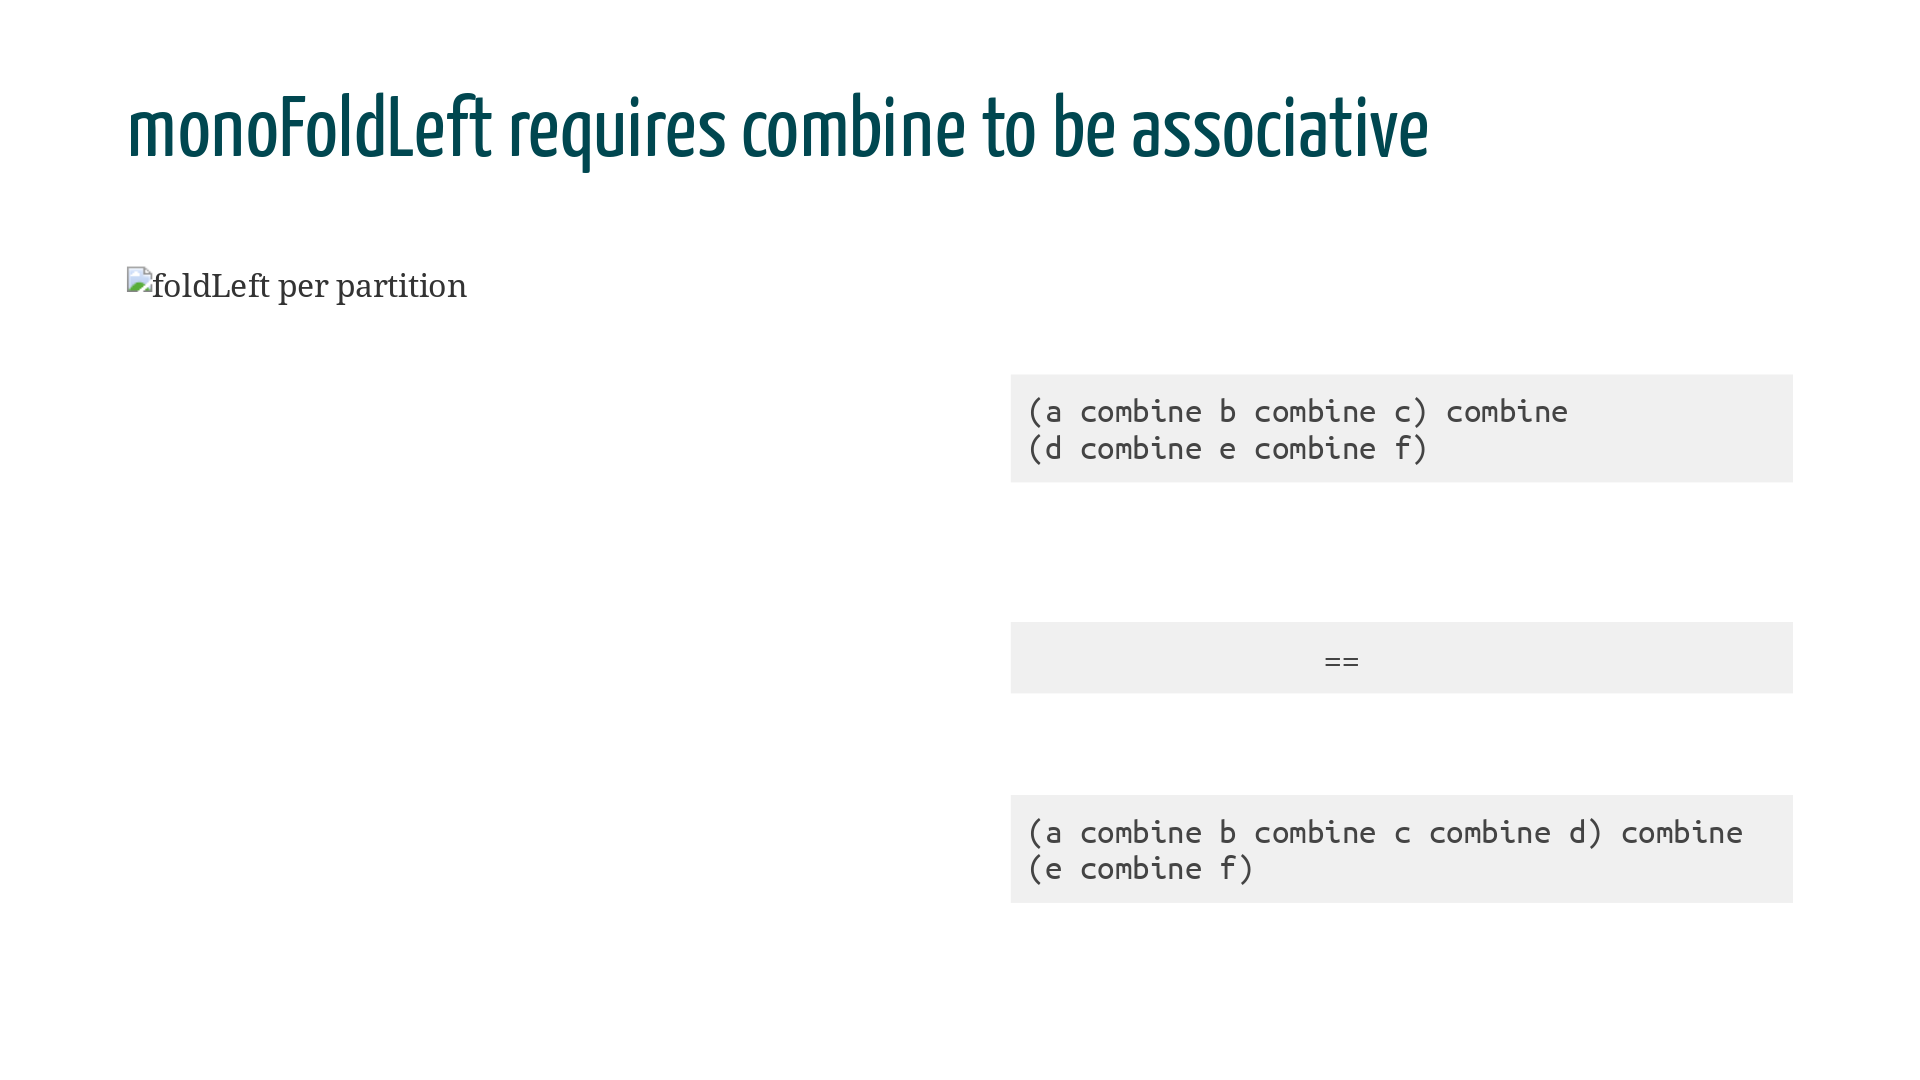 monoFoldLeft requires combine to be associative
foldLeft per partition
(a combine b combine c) combine
(d combine e combine f)
==
(a combine b combine c combine d) combine
(e combine f)